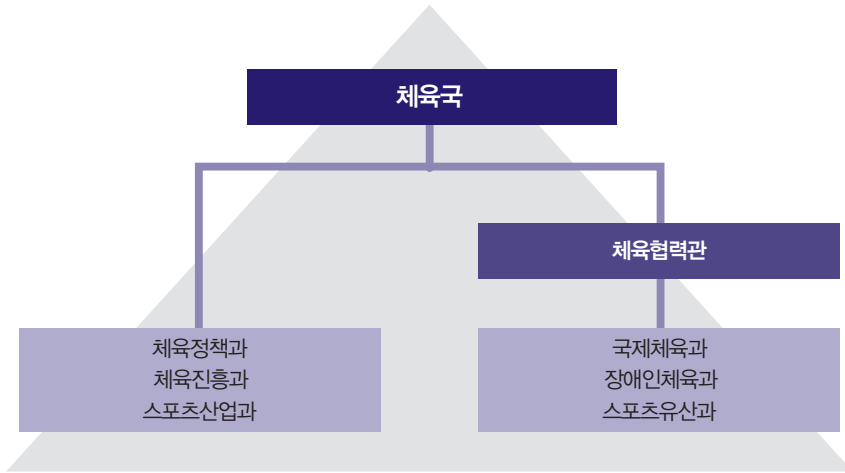 체육국
체육협력관
체육정책과
체육진흥과
스포츠산업과
국제체육과
장애인체육과
스포츠유산과